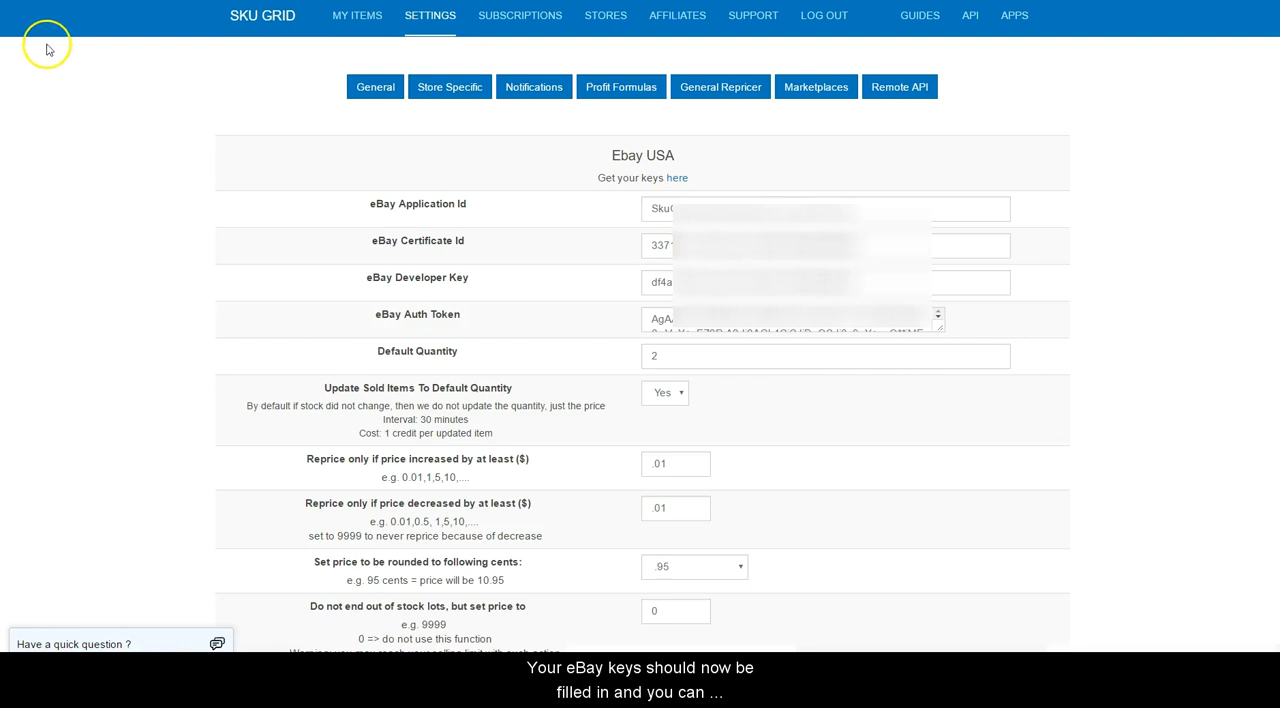 SKU GRID MY ITEMS SETTINGS SUBSCRIPTIONS STORES AFFILIATES SUPPORT LOG OUT GUIDES API APPS
General Store Specific Notifications Profit Formulas General Repricer Marketplaces Remote API
Ebay USA
Get your keys here
eBay Application Id
eBay Certificate Id 3371
eBay Developer Key df4a
eBay Auth Token
Default Quantity 2
Update Sold Items To Default Quantity Yes
By default if stock did not change, then we do not update the quantity, just the price
Interval: 30 minutes
Cost: 1 credit per updated item
Reprice only if price increased by at least ($) .01
e.g. 0.01,1,5,10,....
Reprice only if price decreased by at least ($) .01
e.g. 0.01,0.5, 1,5,10,....
set to 9999 to never reprice because of decrease
Set price to be rounded to following cents: .95
e.g. 95 cents = price will be 10.95
Do not end out of stock lots, but set price to 0
e.g. 9999
0 => do not use this function
Have a quick question ?
Your eBay keys should now be
filled in and you can ...